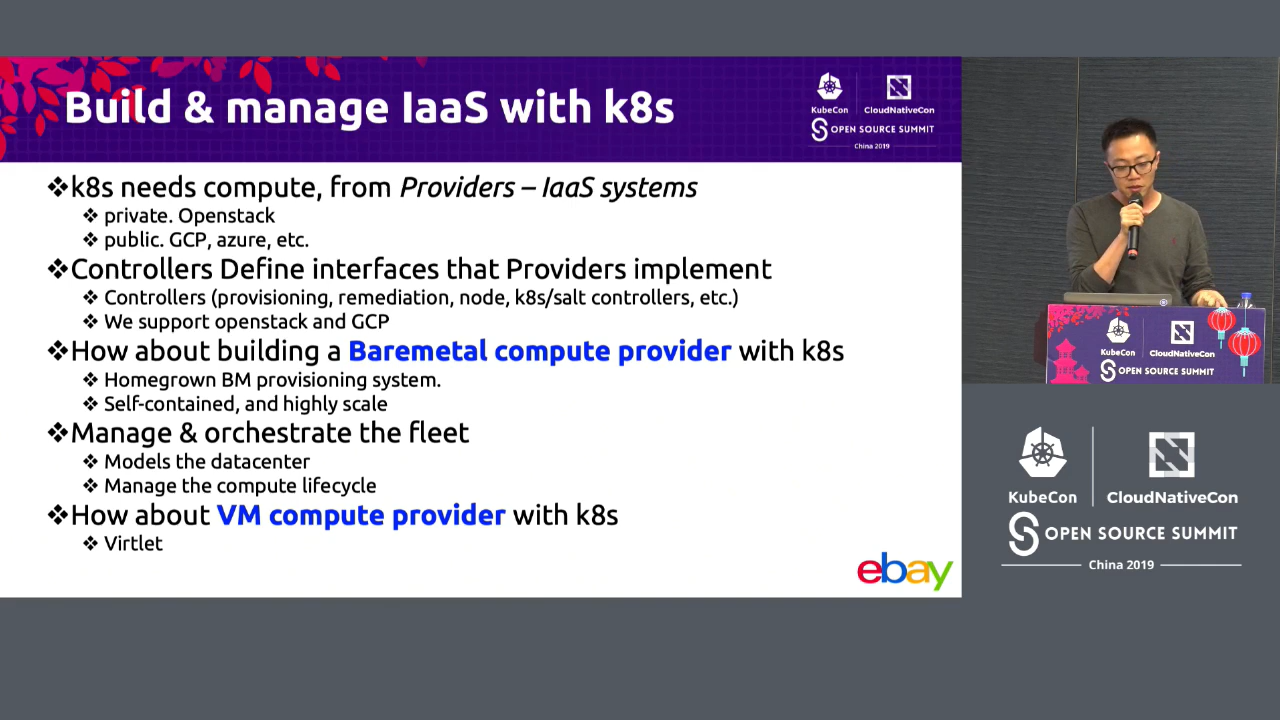 Build & manage IaaS with k8s
KubeCon
CloudNativeCon
OPEN SOURCE SUMMIT
China 2019
❖k8s needs compute, from Providers – IaaS systems
❖ private. Openstack
❖ public. GCP, azure, etc.
❖Controllers Define interfaces that Providers implement
❖ Controllers (provisioning, remediation, node, k8s/salt controllers, etc.)
❖ We support openstack and GCP
❖How about building a Baremetal compute provider with k8s
❖ Homegrown BM provisioning system.
❖ Self-contained, and highly scale
❖Manage & orchestrate the fleet
❖ Models the datacenter
❖ Manage the compute lifecycle
❖How about VM compute provider with k8s
❖ Virtlet
ebay
KubeCon
CloudNativeCon
OPEN SOURCE SUMMIT
KubeCon
CloudNativeCon
OPEN SOURCE SUMMIT
China 2019